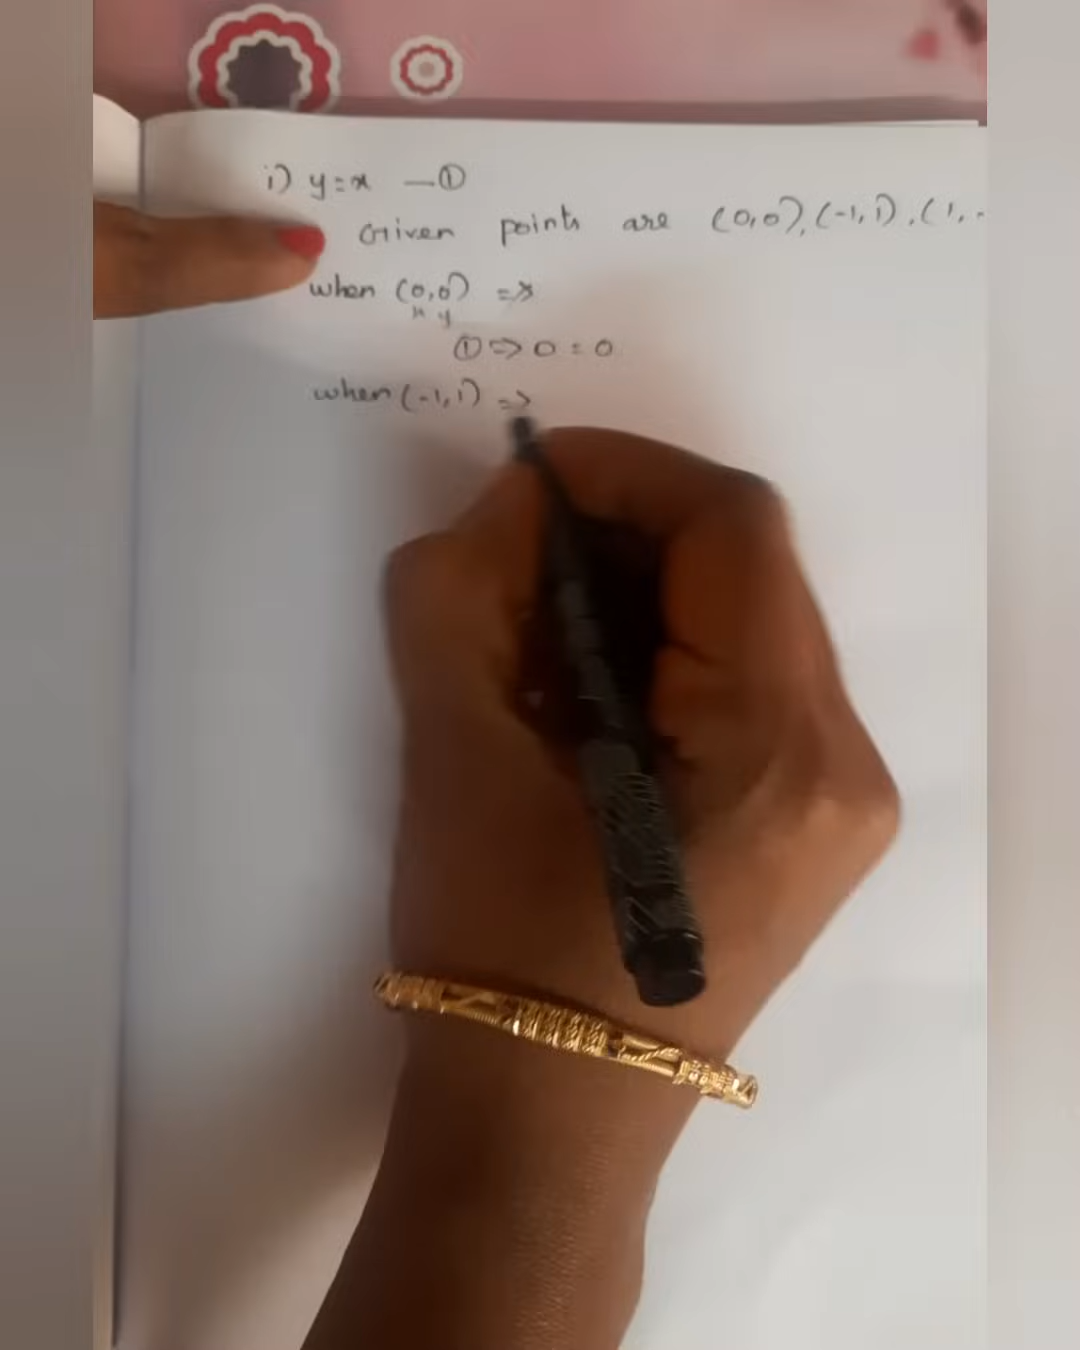 i) y=x —①
Given points are (0,0), (-1,1), (1,-
when (0,0) =>
x y
①=> 0 = 0
when (-1,1) =>